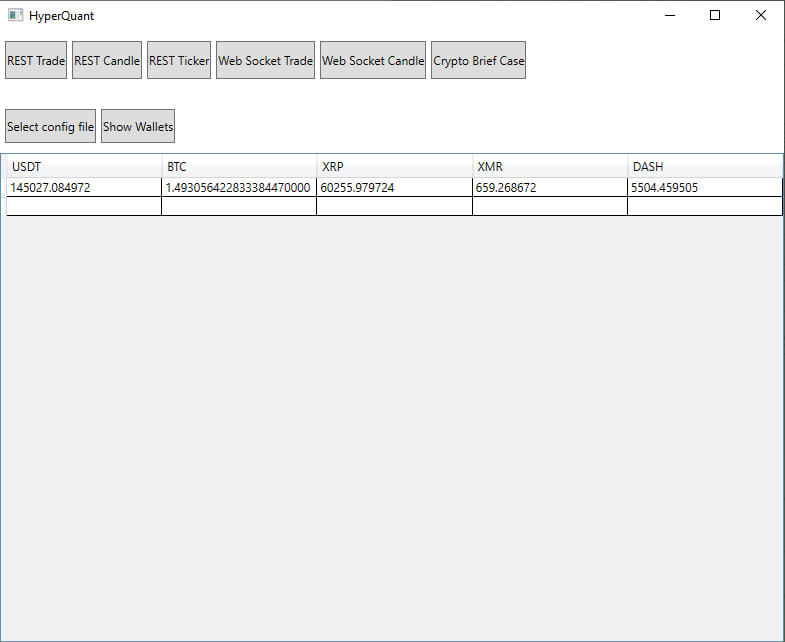 HyperQuant
REST Trade REST Candle REST Ticker Web Socket Trade Web Socket Candle Crypto Brief Case
Select config file Show Wallets
USDT BTC XRP XMR DASH
145027.084972 1.493056422833384470000 60255.979724 659.268672 5504.459505